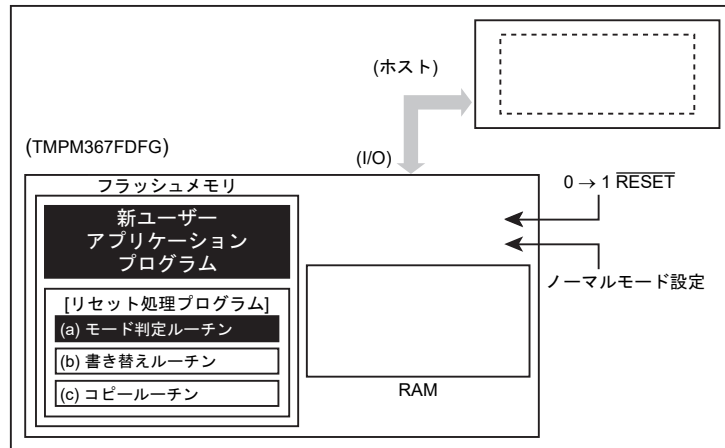 (ホスト)
(TMPM367FDFG)
(I/O)
フラッシュメモリ
0 → 1 RESET
新ユーザー
アプリケーション
プログラム
ノーマルモード設定
[リセット処理プログラム]
(a) モード判定ルーチン
(b) 書き替えルーチン
(c) コピールーチン
RAM